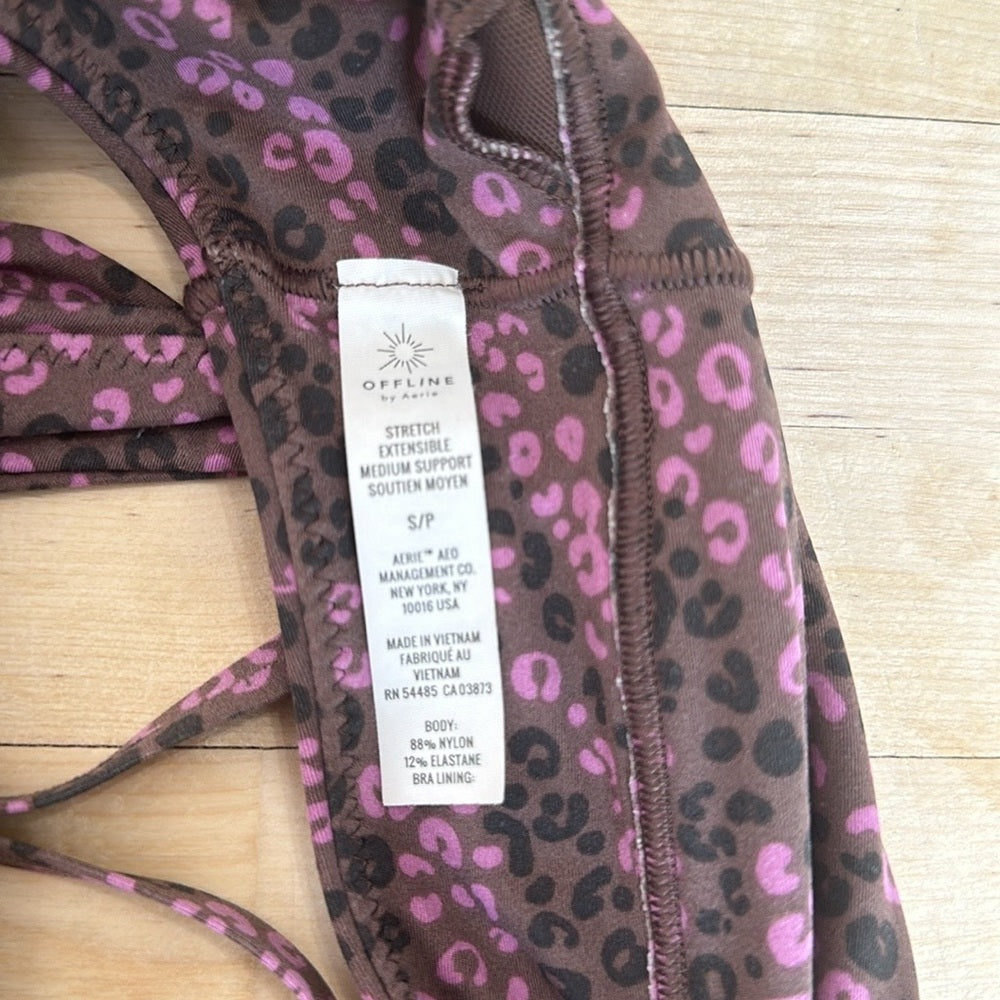 OFFLINE
by Aerie
STRETCH
EXTENSIBLE
MEDIUM SUPPORT
SOUTIEN MOYEN
S/P
AERIE™ AEO
MANAGEMENT CO.
NEW YORK, NY
10016 USA
MADE IN VIETNAM
FABRIQUÉ AU
VIETNAM
RN 54485 CA 03873
BODY:
88% NYLON
12% ELASTANE
BRA LINING: